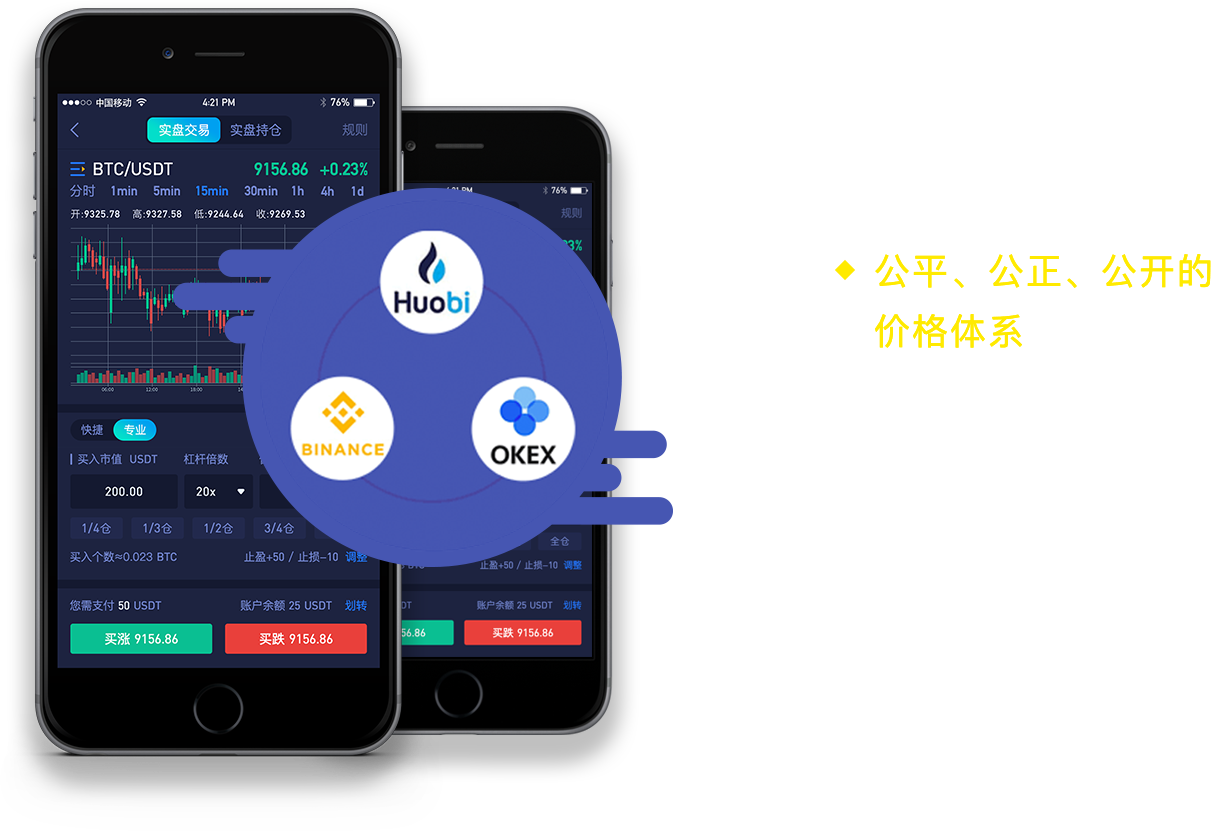 中国移动 4:21 PM 76%
实盘交易 实盘持仓 规则
BTC/USDT 9156.86 +0.23%
分时 1min 5min 15min 30min 1h 4h 1d
开:9325.78 高:9327.58 低:9244.64 收:9269.53
06:00 12:00 18:00
快捷 专业
买入市值 USDT 杠杆倍数
200.00 20x
1/4仓 1/3仓 1/2仓 3/4仓
买入个数≈0.023 BTC 止盈+50 / 止损-10 调整
您需支付 50 USDT 账户余额 25 USDT 划转
买涨 9156.86 买跌 9156.86
76%
规则
全仓
止盈+50 / 止损-10 调整
账户余额 25 USDT 划转
买跌 9156.86
Huobi
BINANCE
OKEX
公平、公正、公开的
价格体系